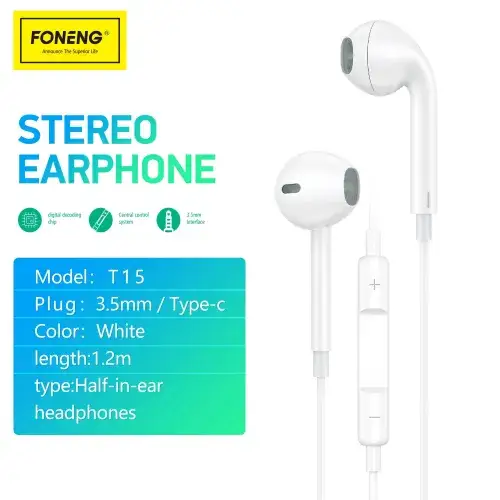 FONENG®
Announce The Superior Life
STEREO
EARPHONE
digital decoding
chip
Central control
system
3.5mm
interface
Model: T15
Plug: 3.5mm / Type-c
Color: White
length:1.2m
type:Half-in-ear
headphones
+
−